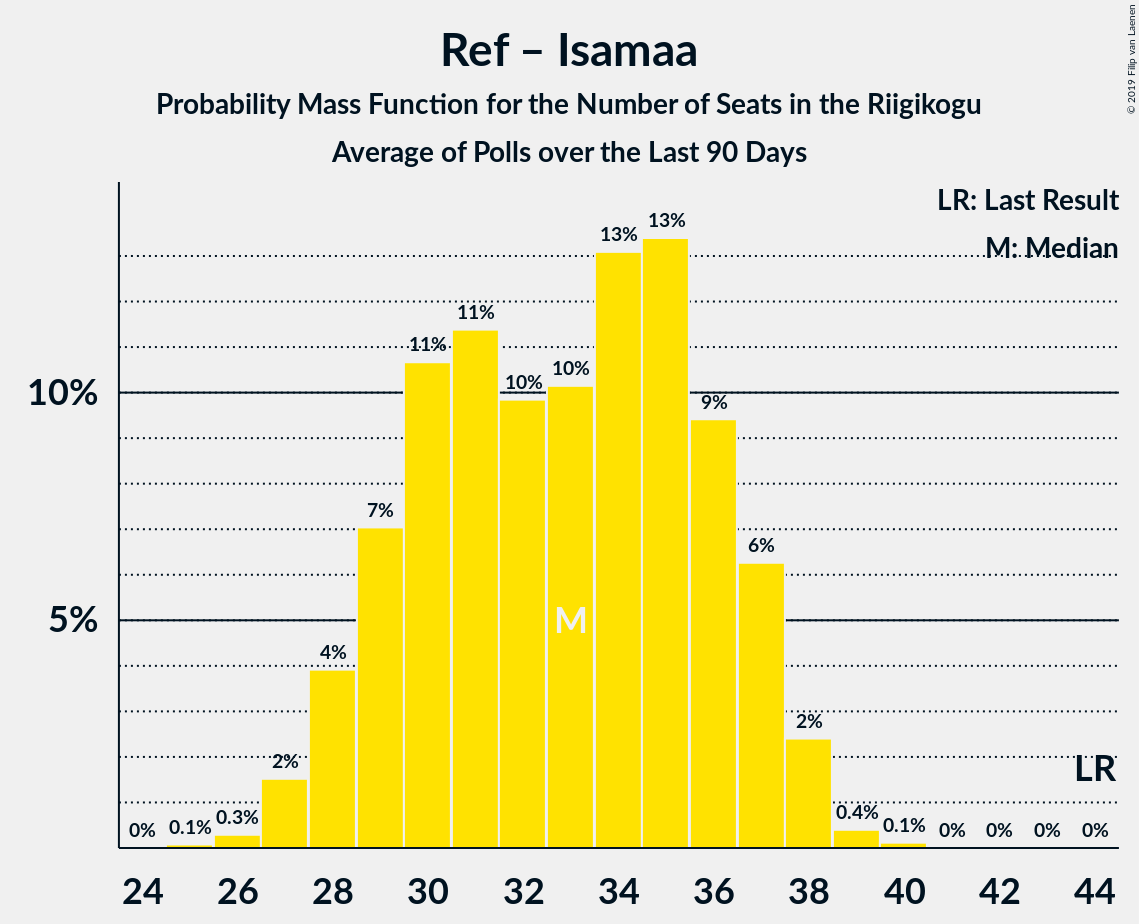 Ref – Isamaa
Probability Mass Function for the Number of Seats in the Riigikogu
Average of Polls over the Last 90 Days
© 2019 Filip van Laenen
LR: Last Result
M: Median
10%
5%
0%
0.1%
0.3%
2%
4%
7%
11%
11%
10%
10%
13%
13%
9%
6%
2%
0.4%
0.1%
0%
0%
0%
0%
M
LR
24 26 28 30 32 34 36 38 40 42 44